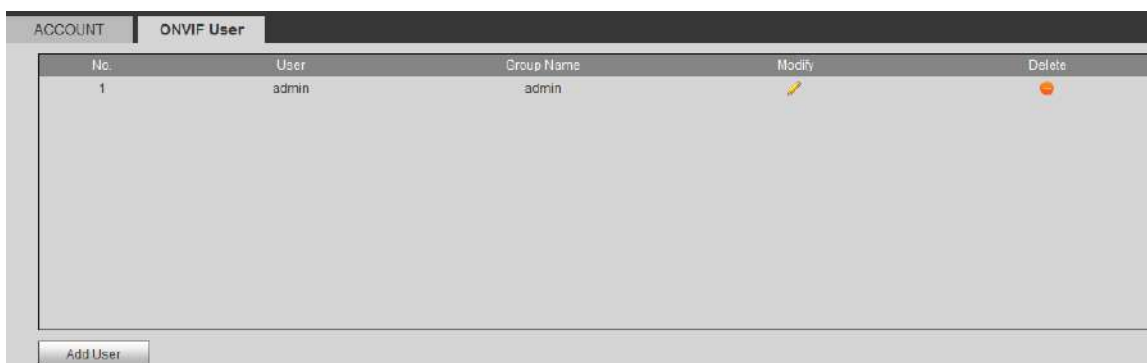 ACCOUNT ONVIF User
No. User Group Name Modify Delete
1 admin admin
Add User